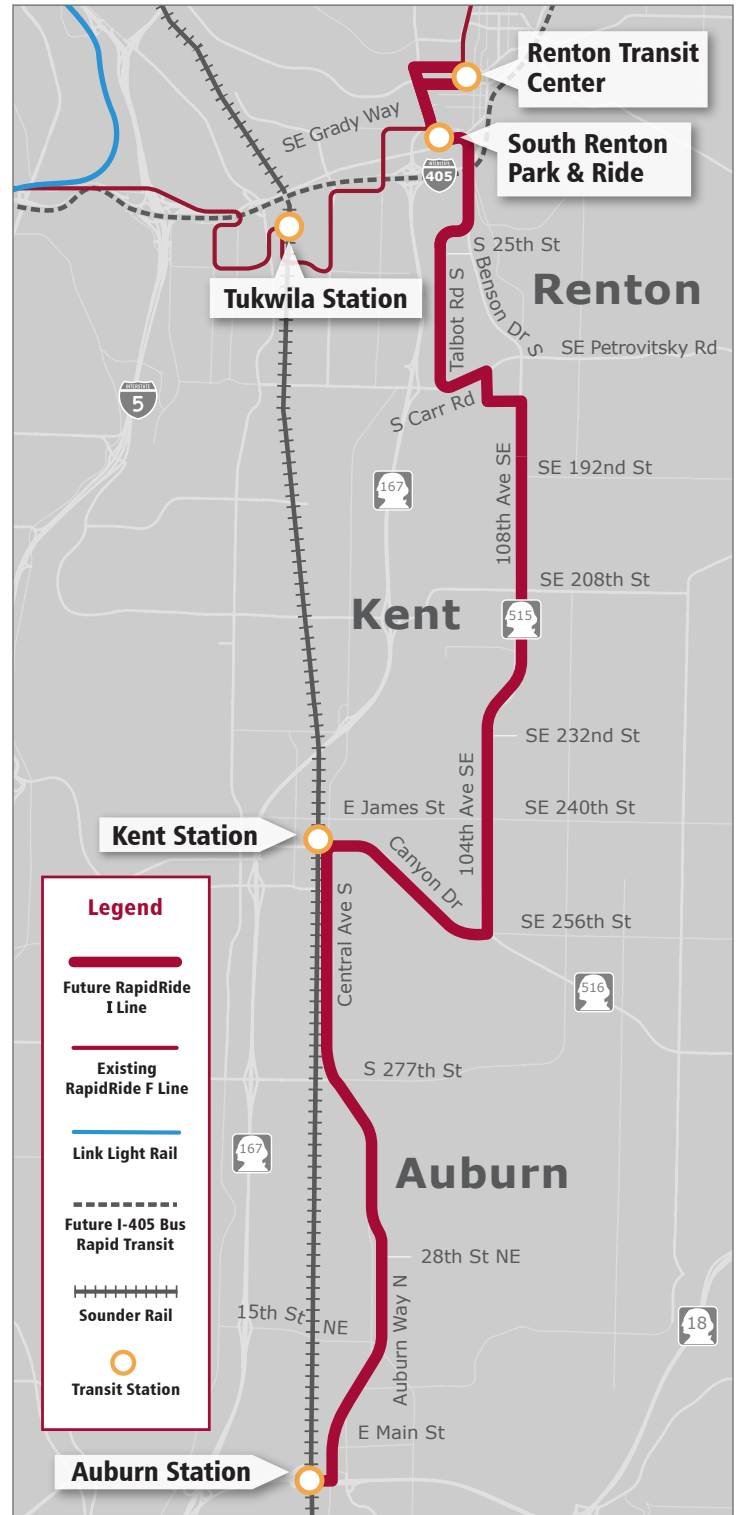 Renton Transit
Center
SE Grady Way
South Renton
Park & Ride
INTERSTATE
405
S 25th St
Tukwila Station
Talbot Rd S
Benson Dr S
Renton
SE Petrovitsky Rd
INTERSTATE
5
S Carr Rd
167
108th Ave SE
SE 192nd St
SE 208th St
Kent
515
SE 232nd St
104th Ave SE
E James St
SE 240th St
Kent Station
Canyon Dr
Central Ave S
SE 256th St
516
S 277th St
167
Auburn
28th St NE
15th St NE
Auburn Way N
18
E Main St
Auburn Station
Legend
Future RapidRide
I Line
Existing
RapidRide F Line
Link Light Rail
Future I-405 Bus
Rapid Transit
Sounder Rail
Transit Station